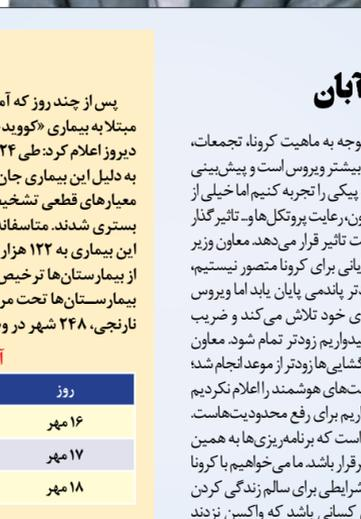 آبان
وجه به ماهیت کرونا، تجمعات،
بیشتر ویروس است و پیش‌بینی
پیکی را تجربه کنیم اما خیلی از
ون، رعایت پروتکل‌ها و... تاثیر گذار
ت تاثیر قرار می‌دهد. معاون وزیر
یانی برای کرونا متصور نیستیم،
دتر پاندمی پایان یابد اما ویروس
ی خود تلاش می‌کند و ضریب
یدواریم زودتر تمام شود. معاون
گشایی‌ها زودتر از موعد انجام شد؛
ت‌های هوشمند را اعلام نکردیم
اریم برای رفع محدودیت‌هاست.
است که برنامه‌ریزی‌ها به همین
رقرار باشد. ما می‌خواهیم با کرونا
شرایطی برای سالم زندگی کردن
کسانی باشد که واکسن نزدند
پس از چند روز که آم
مبتلا به بیماری «کووید
دیروز اعلام کرد: طی ۲۴
به دلیل این بیماری جان
معیارهای قطعی تشخی
بستری شدند. متاسفانه
این بیماری به ۱۲۲ هزار
از بیمارستان‌ها ترخیص
بیمارستان‌ها تحت مر
نارنجی، ۲۴۸ شهر در و
آ
روز
۱۶ مهر
۱۷ مهر
۱۸ مهر